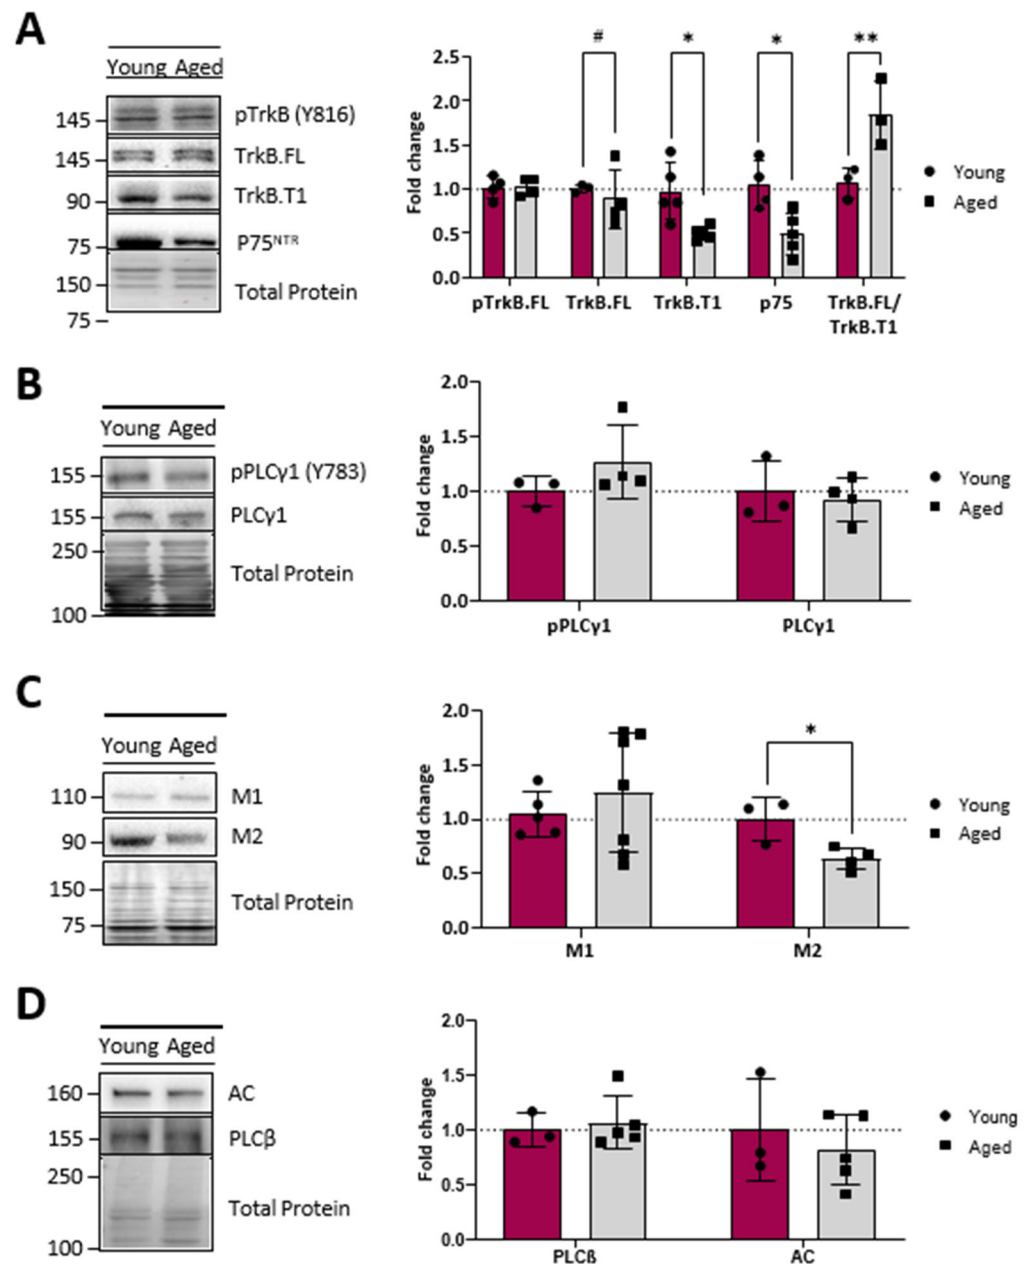 A
Young Aged
145 pTrkB (Y816)
145 TrkB.FL
90 TrkB.T1
75 P75NTR
150 Total Protein
75
Fold change
2.5
2.0
1.5
1.0
0.5
0.0
# * * **
pTrkB.FL TrkB.FL TrkB.T1 p75 TrkB.FL/
TrkB.T1
Young
Aged
B
Young Aged
155 pPLCγ1 (Y783)
155 PLCγ1
250
Total Protein
100
Fold change
2.0
1.5
1.0
0.5
0.0
pPLCγ1 PLCγ1
Young
Aged
C
Young Aged
110 M1
90 M2
150
Total Protein
75
Fold change
2.0
1.5
1.0
0.5
0.0
*
M1 M2
Young
Aged
D
Young Aged
160 AC
155 PLCβ
250
Total Protein
100
Fold change
2.0
1.5
1.0
0.5
0.0
PLCß AC
Young
Aged